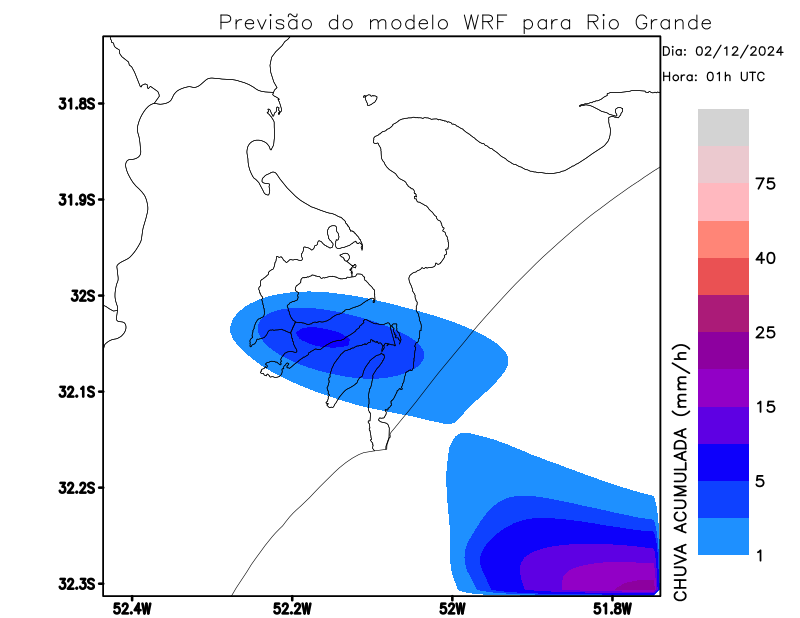 Previsão do modelo WRF para Rio Grande
Dia: 02/12/2024
Hora: 01h UTC
31.8S
31.9S
32S
32.1S
32.2S
32.3S
52.4W
52.2W
52W
51.8W
75
40
25
15
5
1
CHUVA ACUMULADA (mm/h)